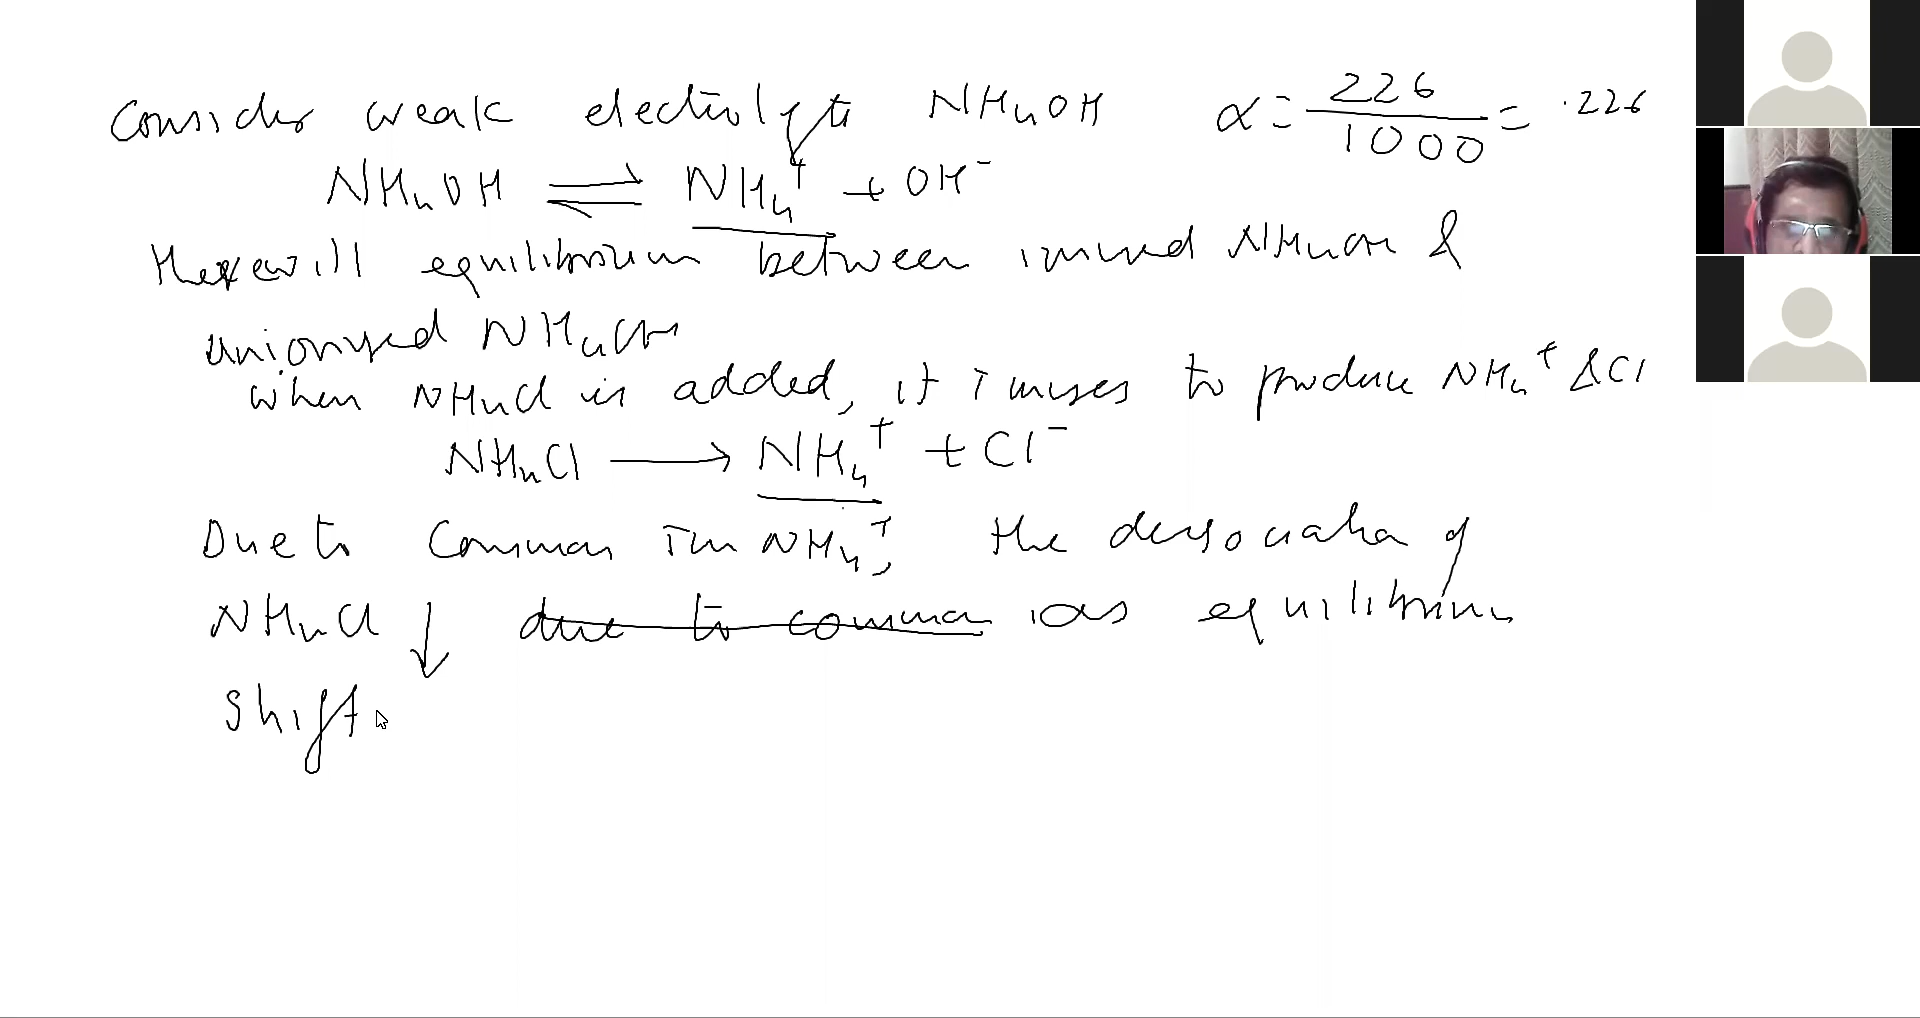 Consider weak electrolyte NH4OH α = 226/1000 = .226
NH4OH ⇌ NH4+ + OH-
There will equilibrium between ionised NH4OH &
unionised NH4OH
when NH4Cl is added, it ionises to produce NH4+ & Cl
NH4Cl → NH4+ + Cl-
Due to Common Ion NH4+, the dissociation of
NH4Cl ↓ due to common as equilibrium
shift